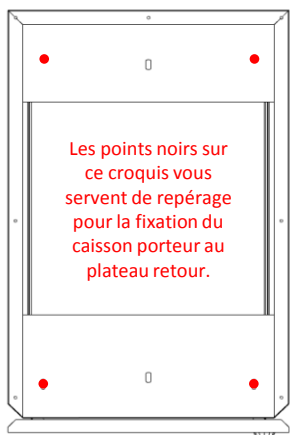 Les points noirs sur
ce croquis vous
servent de repérage
pour la fixation du
caisson porteur au
plateau retour.